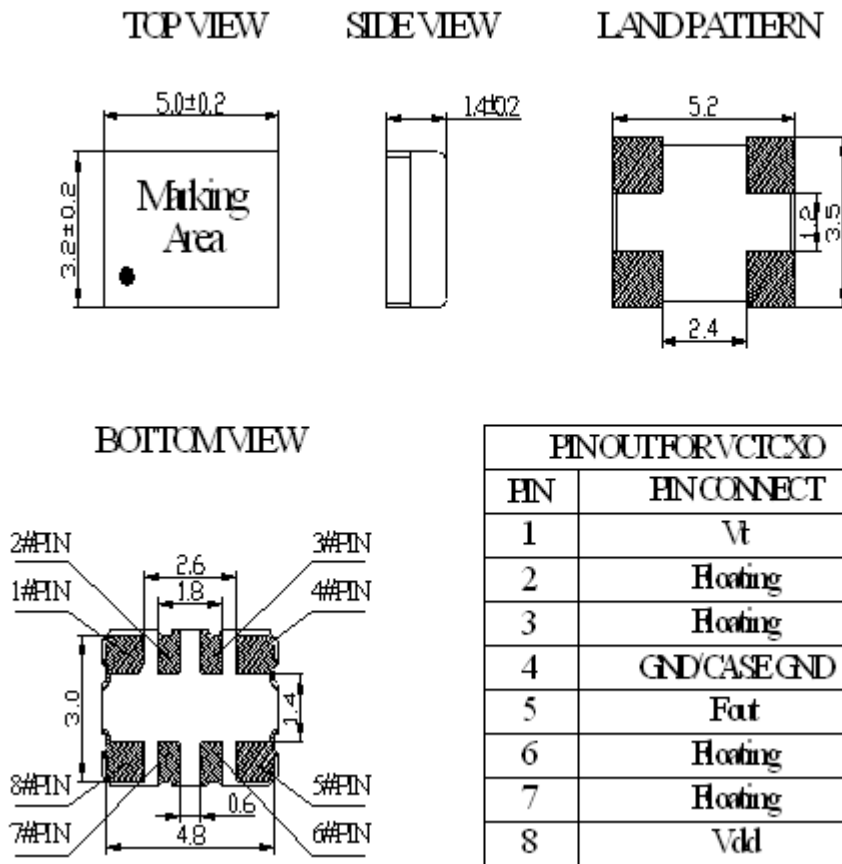 TOP VIEW
SIDE VIEW
LAND PATTERN
5.0±0.2
1.4±0.2
5.2
3.2±0.2
Marking
Area
1.2
3.5
2.4
BOTTOM VIEW
2#PIN
3#PIN
1#PIN
4#PIN
2.6
1.8
3.0
1.4
8#PIN
5#PIN
7#PIN
6#PIN
0.6
4.8
PIN OUT FOR VCTCXO
PIN PIN CONNECT
1 Vt
2 Floating
3 Floating
4 GND/CASE GND
5 Fout
6 Floating
7 Floating
8 Vdd